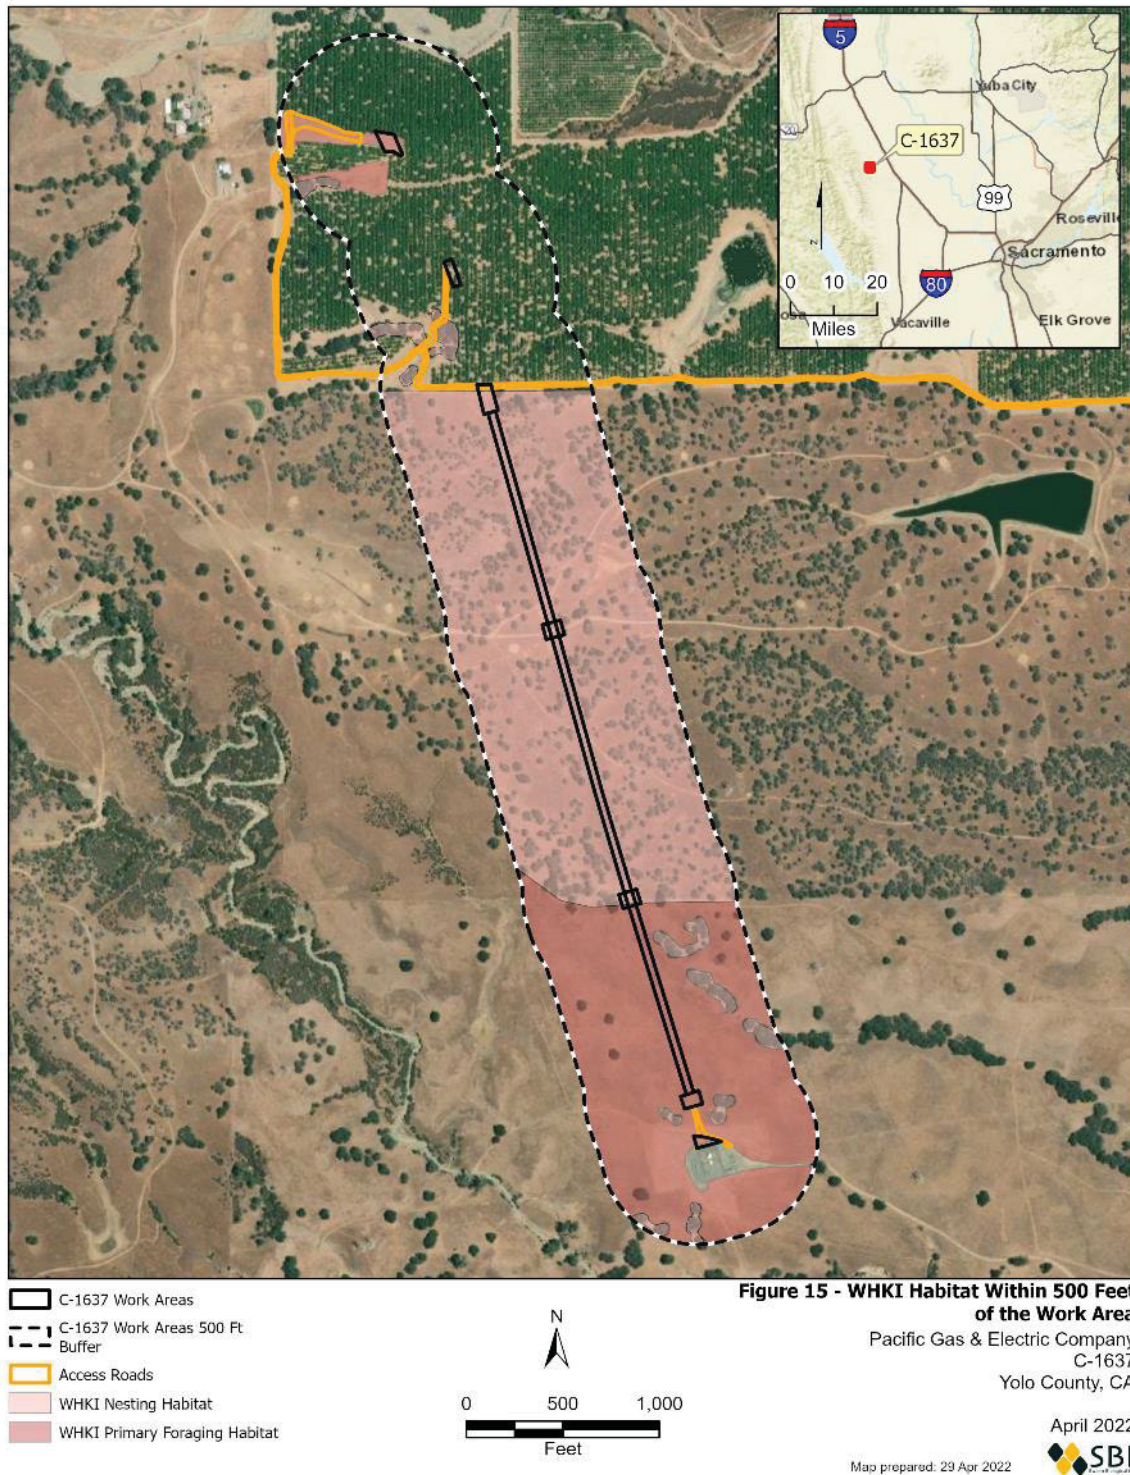 5
Yuba City
20
C-1637
99
Roseville
Sacramento
z
0 10 20
Miles
80
osa
Vacaville
Elk Grove
C-1637 Work Areas
C-1637 Work Areas 500 Ft
Buffer
Access Roads
WHKI Nesting Habitat
WHKI Primary Foraging Habitat
N
0 500 1,000
Feet
Figure 15 - WHKI Habitat Within 500 Feet
of the Work Area
Pacific Gas & Electric Company
C-1637
Yolo County, CA
April 2022
Map prepared: 29 Apr 2022
SBI